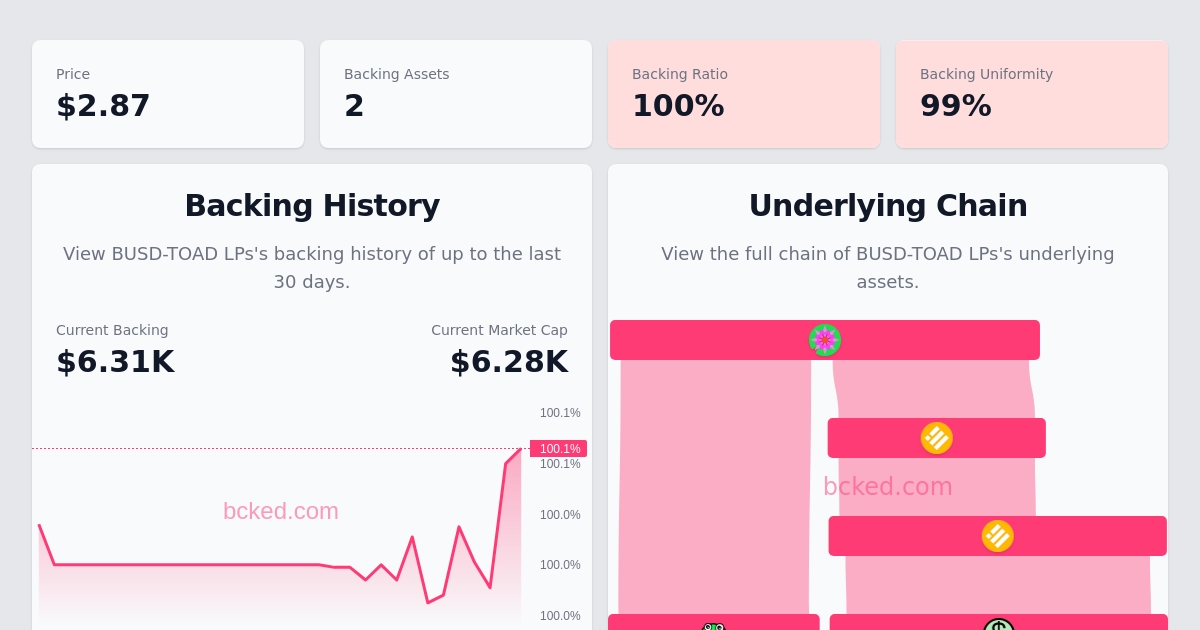 Price
$2.87
Backing Assets
2
Backing Ratio
100%
Backing Uniformity
99%
Backing History
View BUSD-TOAD LPs's backing history of up to the last
30 days.
Current Backing
$6.31K
Current Market Cap
$6.28K
100.1%
100.1%
100.1%
100.0%
100.0%
100.0%
bcked.com
Underlying Chain
View the full chain of BUSD-TOAD LPs's underlying
assets.
bcked.com